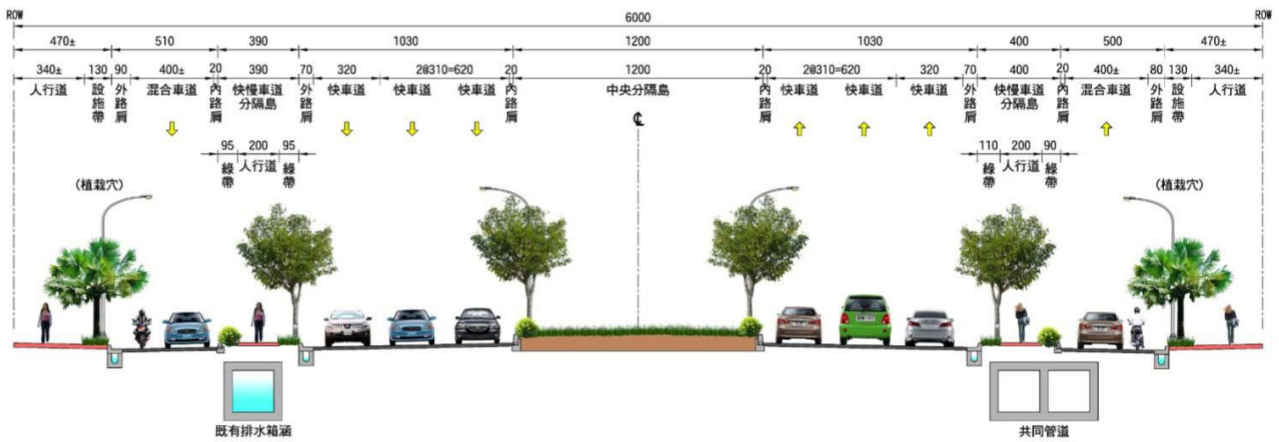 ROW
ROW
6000
470± 510 390 1030 1200 1030 400 500 470±
340± 130 90 400± 20 390 70 320 2@310=620 20 1200 20 2@310=620 320 70 400 20 400± 80 130 340±
人行道 設施帶 外路肩 混合車道 內路肩 快慢車道分隔島 外路肩 快車道 快車道 快車道 內路肩 中央分隔島 內路肩 快車道 快車道 快車道 外路肩 快慢車道分隔島 內路肩 混合車道 外路肩 設施帶 人行道
℄
95 200 95
綠帶 人行道 綠帶
110 200 90
綠帶 人行道 綠帶
(植栽穴)
(植栽穴)
既有排水箱涵
共同管道